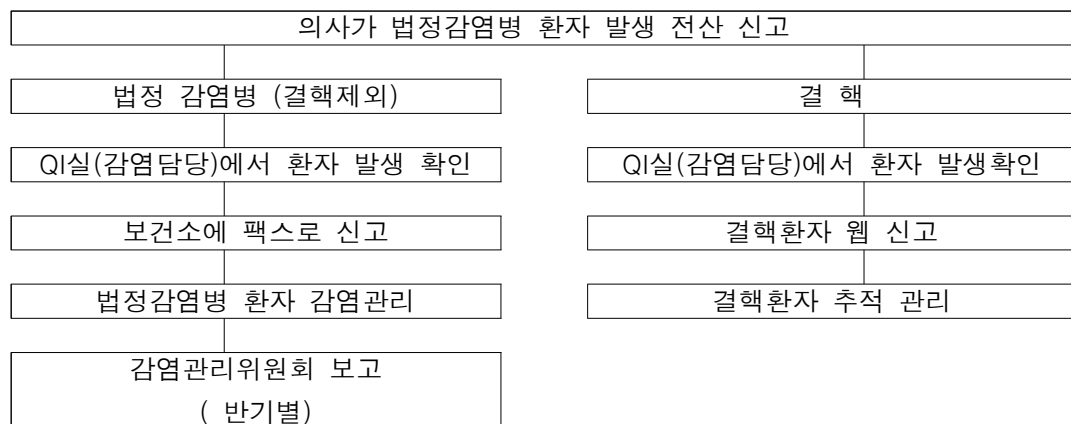 의사가 법정감염병 환자 발생 전산 신고
법정 감염병 (결핵제외)
결 핵
QI실(감염담당)에서 환자 발생 확인
QI실(감염담당)에서 환자 발생확인
보건소에 팩스로 신고
결핵환자 웹 신고
법정감염병 환자 감염관리
결핵환자 추적 관리
감염관리위원회 보고
( 반기별)